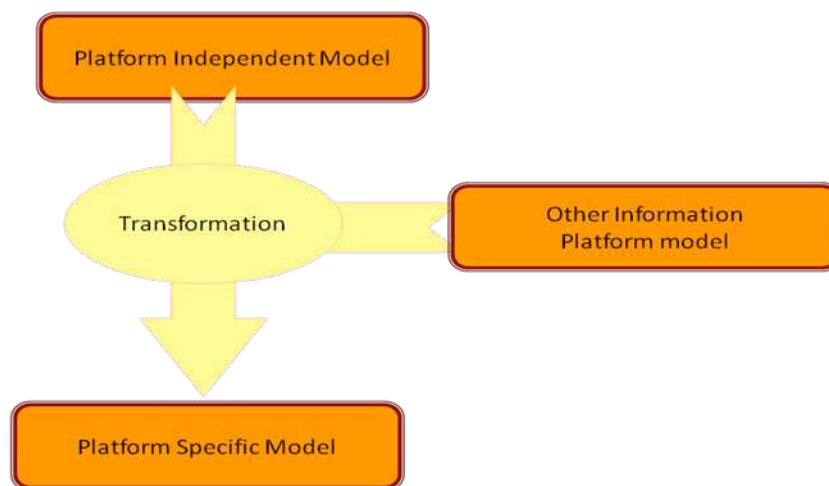 Platform Independent Model
Transformation
Other Information
Platform model
Platform Specific Model